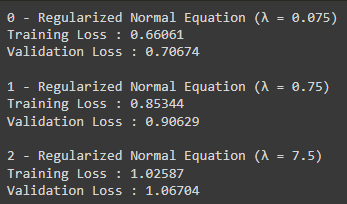 0 - Regularized Normal Equation (λ = 0.075)
Training Loss : 0.66061
Validation Loss : 0.70674
1 - Regularized Normal Equation (λ = 0.75)
Training Loss : 0.85344
Validation Loss : 0.90629
2 - Regularized Normal Equation (λ = 7.5)
Training Loss : 1.02587
Validation Loss : 1.06704